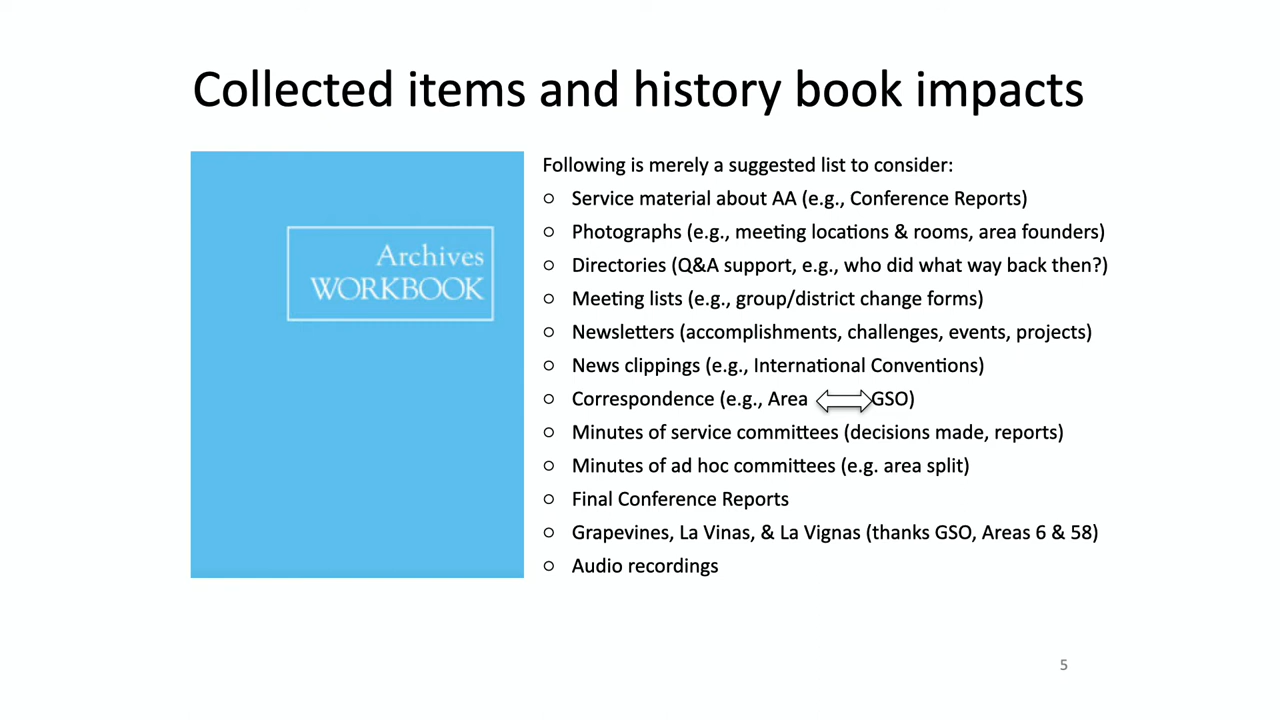 Collected items and history book impacts
Archives
WORKBOOK
Following is merely a suggested list to consider:
○ Service material about AA (e.g., Conference Reports)
○ Photographs (e.g., meeting locations & rooms, area founders)
○ Directories (Q&A support, e.g., who did what way back then?)
○ Meeting lists (e.g., group/district change forms)
○ Newsletters (accomplishments, challenges, events, projects)
○ News clippings (e.g., International Conventions)
○ Correspondence (e.g., Area ⟺ GSO)
○ Minutes of service committees (decisions made, reports)
○ Minutes of ad hoc committees (e.g. area split)
○ Final Conference Reports
○ Grapevines, La Vinas, & La Vignas (thanks GSO, Areas 6 & 58)
○ Audio recordings
5